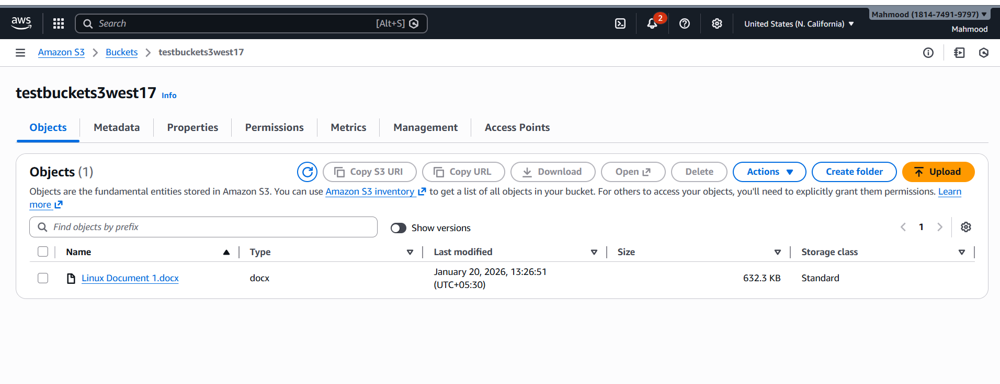 aws
Search [Alt+S]
2
United States (N. California) ▼
Mahmood (1814-7491-9797) ▼
Mahmood
Amazon S3 > Buckets > testbuckets3west17
testbuckets3west17 Info
Objects Metadata Properties Permissions Metrics Management Access Points
Objects (1) Copy S3 URI Copy URL Download Open Delete Actions ▼ Create folder Upload
Objects are the fundamental entities stored in Amazon S3. You can use Amazon S3 inventory to get a list of all objects in your bucket. For others to access your objects, you'll need to explicitly grant them permissions. Learn
more
Find objects by prefix Show versions < 1 >
Name Type Last modified Size Storage class
Linux Document 1.docx docx January 20, 2026, 13:26:51 632.3 KB Standard
(UTC+05:30)